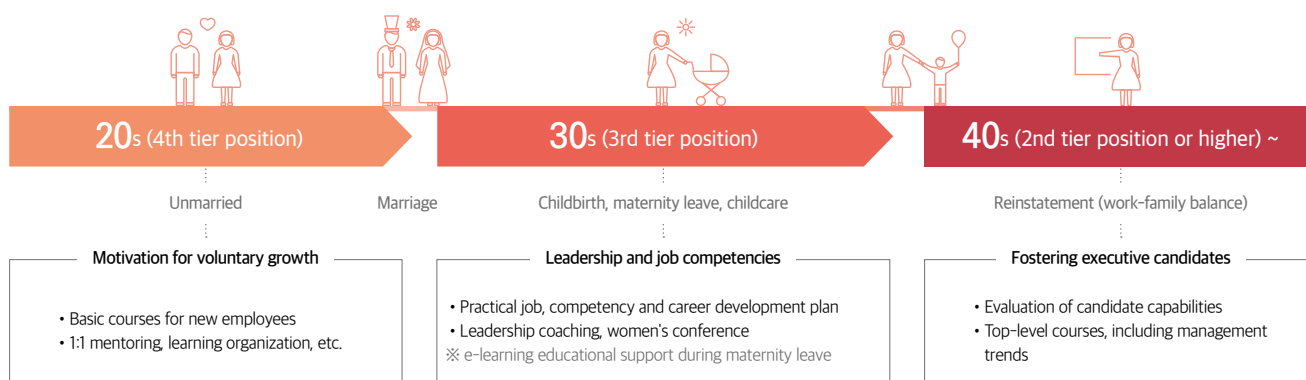 20s (4th tier position)
30s (3rd tier position)
40s (2nd tier position or higher) ~
Unmarried
Marriage
Childbirth, maternity leave, childcare
Reinstatement (work-family balance)
Motivation for voluntary growth
• Basic courses for new employees
• 1:1 mentoring, learning organization, etc.
Leadership and job competencies
• Practical job, competency and career development plan
• Leadership coaching, women's conference
※ e-learning educational support during maternity leave
Fostering executive candidates
• Evaluation of candidate capabilities
• Top-level courses, including management
trends